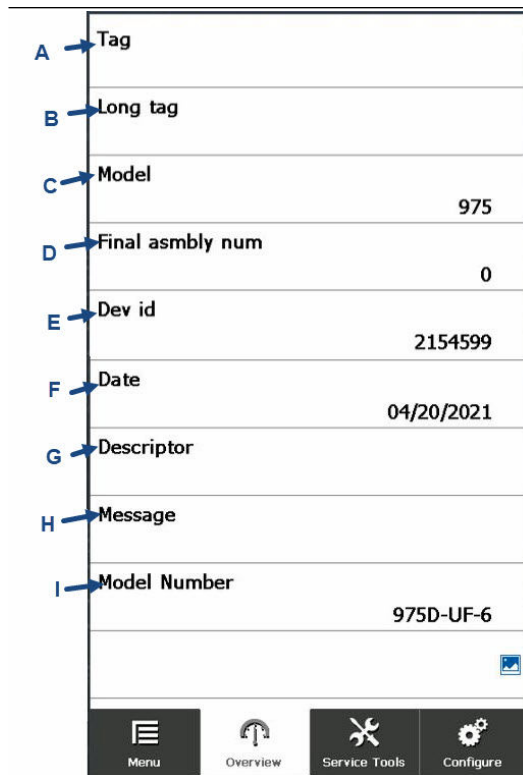 A Tag
B Long tag
C Model
975
D Final asmbly num
0
E Dev id
2154599
F Date
04/20/2021
G Descriptor
H Message
I Model Number
975D-UF-6
Menu Overview Service Tools Configure